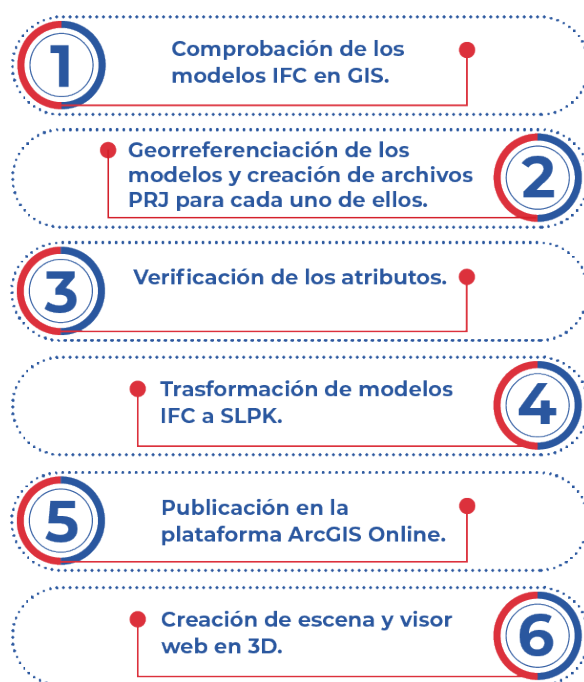 1
Comprobación de los
modelos IFC en GIS.
Georreferenciación de los
modelos y creación de archivos
PRJ para cada uno de ellos.
2
3
Verificación de los atributos.
Trasformación de modelos
IFC a SLPK.
4
5
Publicación en la
plataforma ArcGIS Online.
Creación de escena y visor
web en 3D.
6